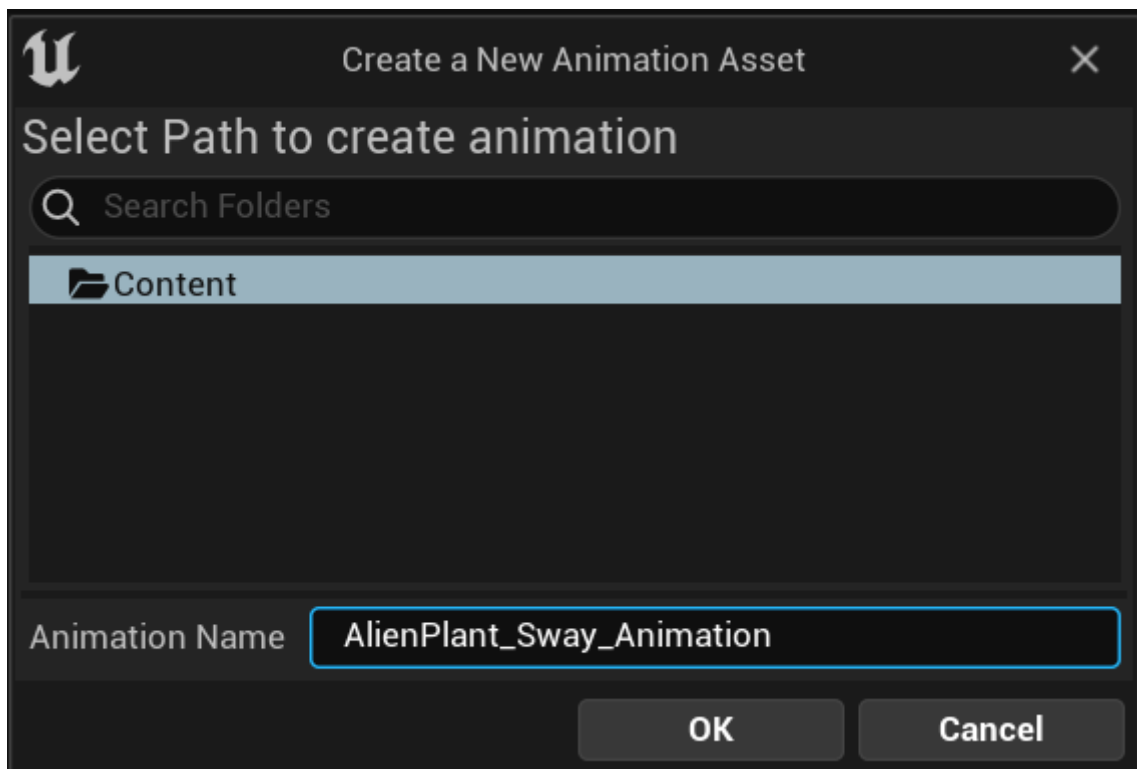 Create a New Animation Asset
Select Path to create animation
Search Folders
Content
Animation Name AlienPlant_Sway_Animation
OK Cancel